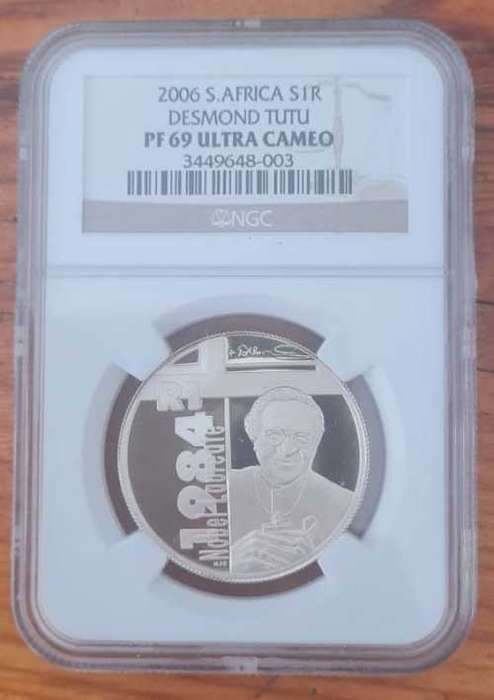 2006 S.AFRICA S1R
DESMOND TUTU
PF 69 ULTRA CAMEO
3449648-003
NGC
R1
1984
Nobel Laureate